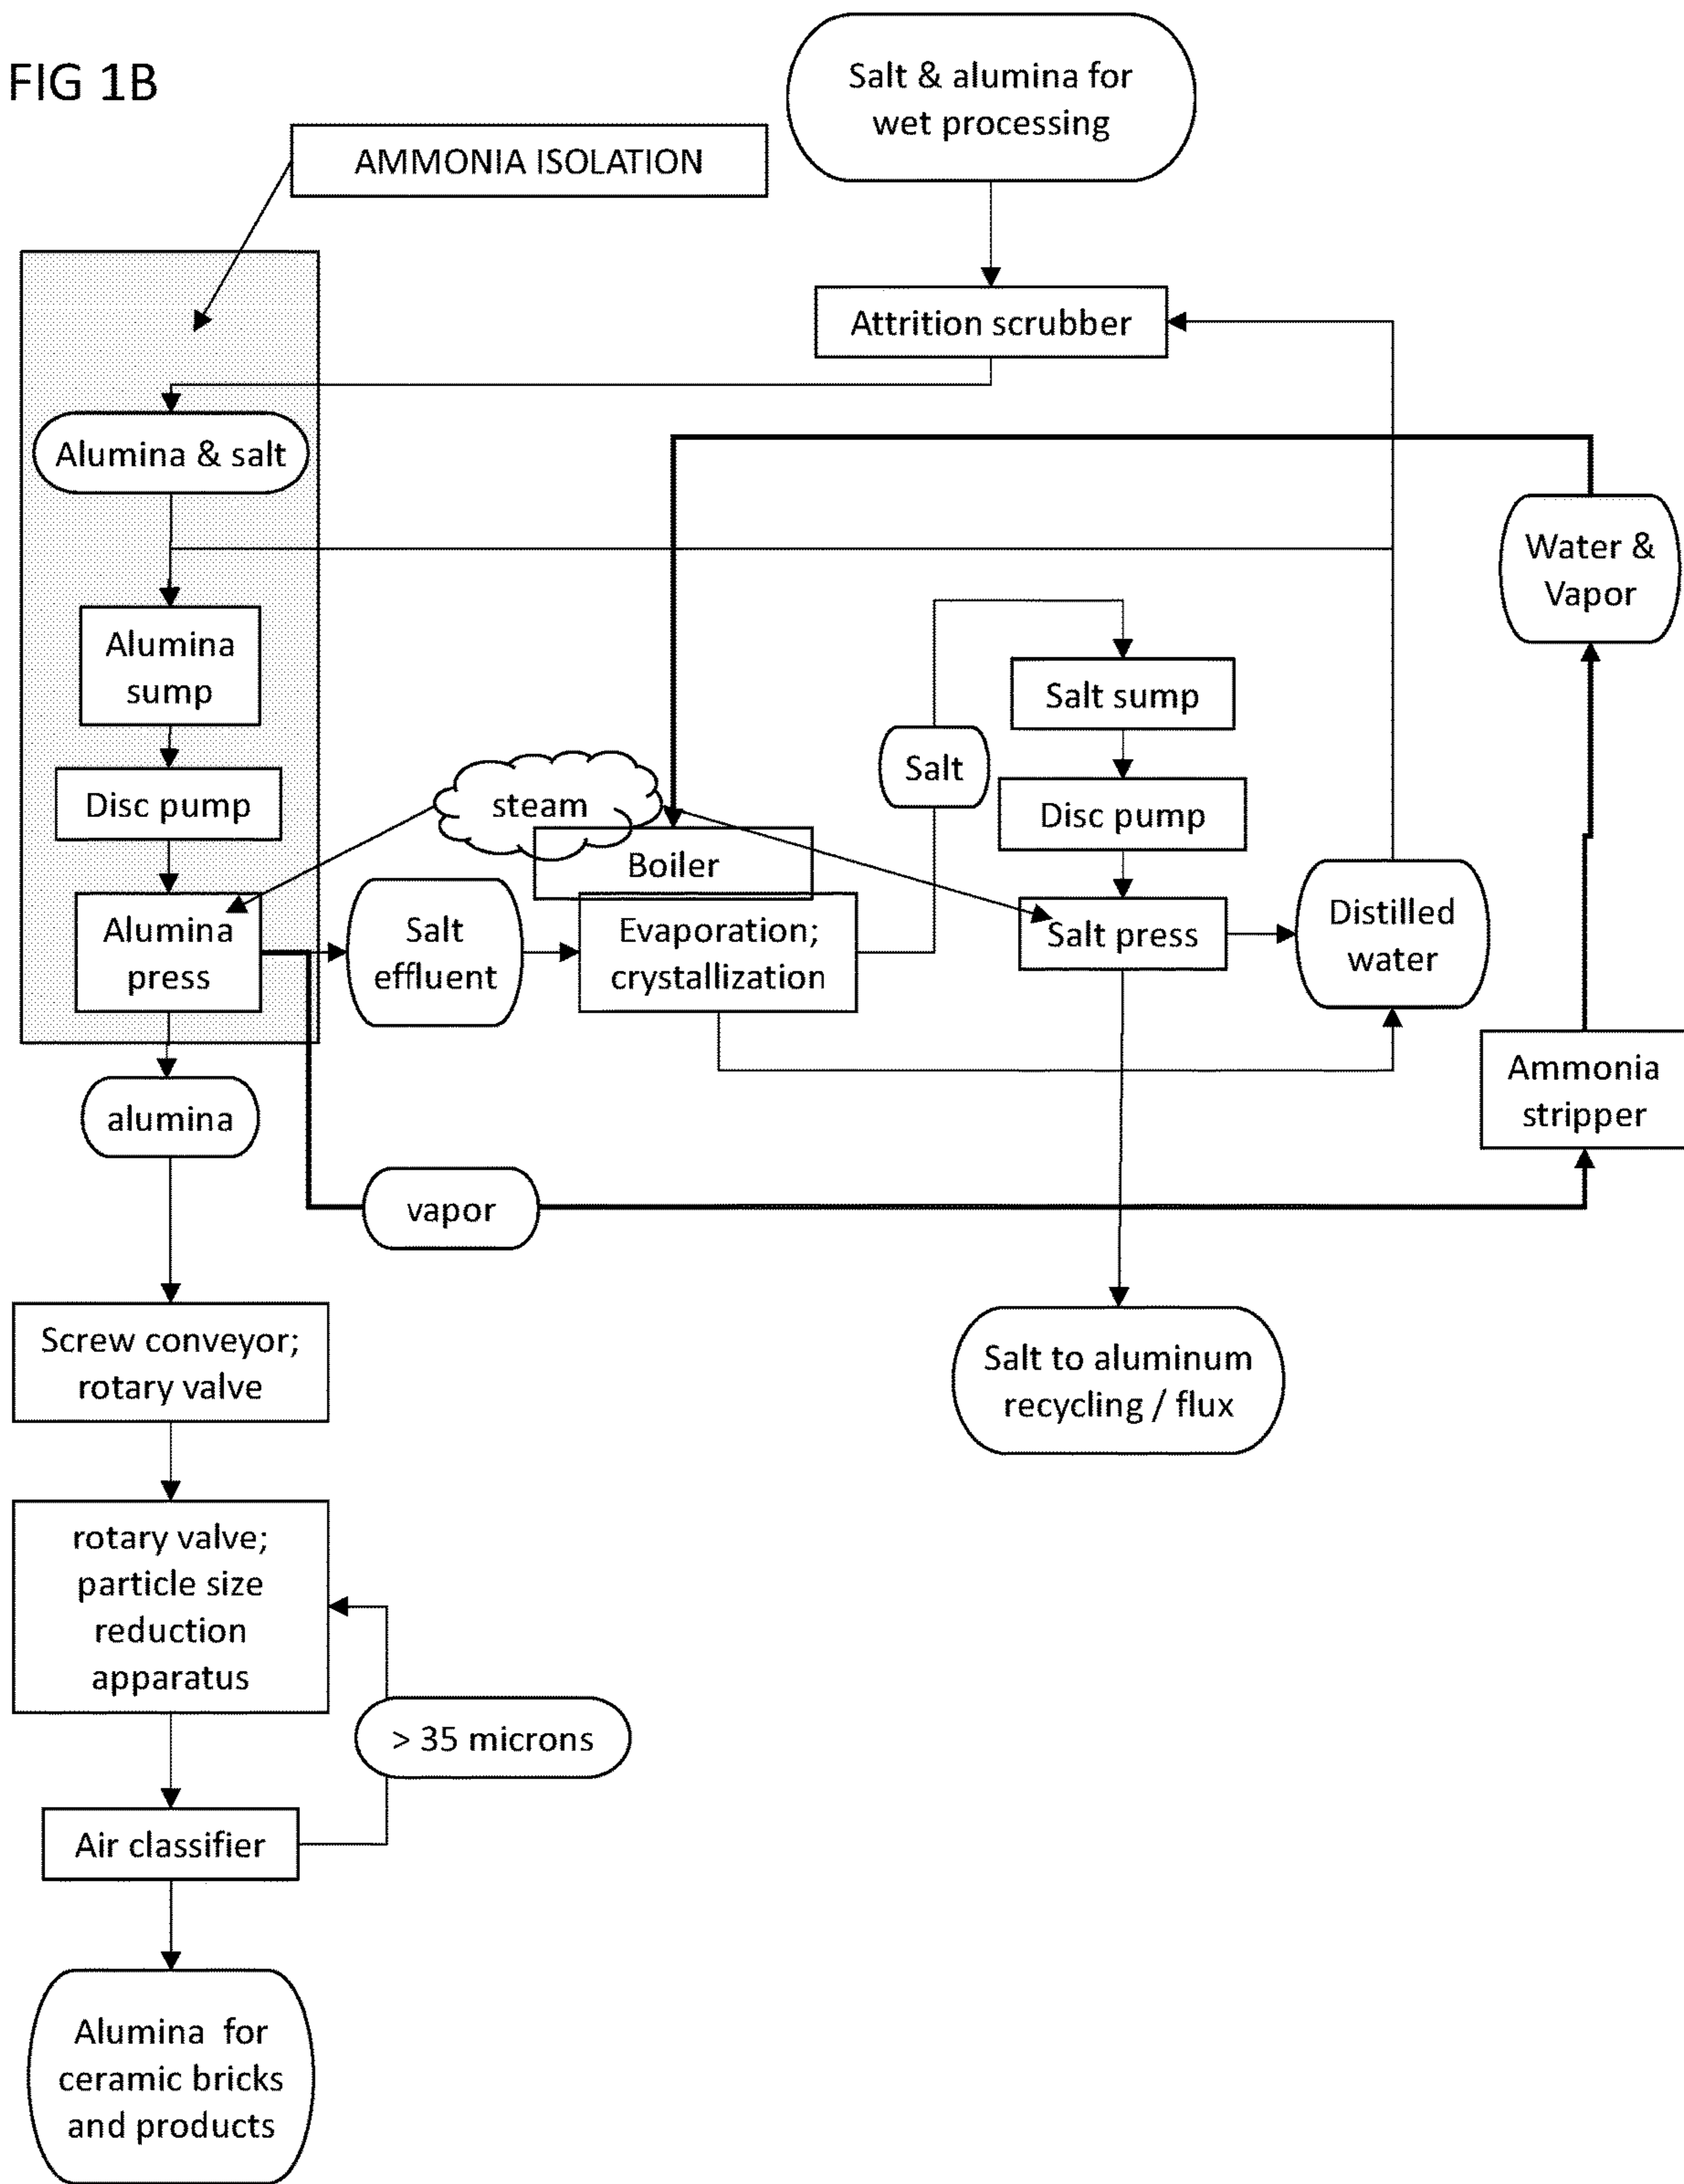 FIG 1B
Salt & alumina for
wet processing
AMMONIA ISOLATION
Attrition scrubber
Alumina & salt
Water &
Vapor
Alumina
sump
Salt sump
Salt
steam
Disc pump
Disc pump
Boiler
Alumina
press
Salt
effluent
Evaporation;
crystallization
Salt press
Distilled
water
Ammonia
stripper
alumina
vapor
Screw conveyor;
rotary valve
Salt to aluminum
recycling / flux
rotary valve;
particle size
reduction
apparatus
> 35 microns
Air classifier
Alumina for
ceramic bricks
and products